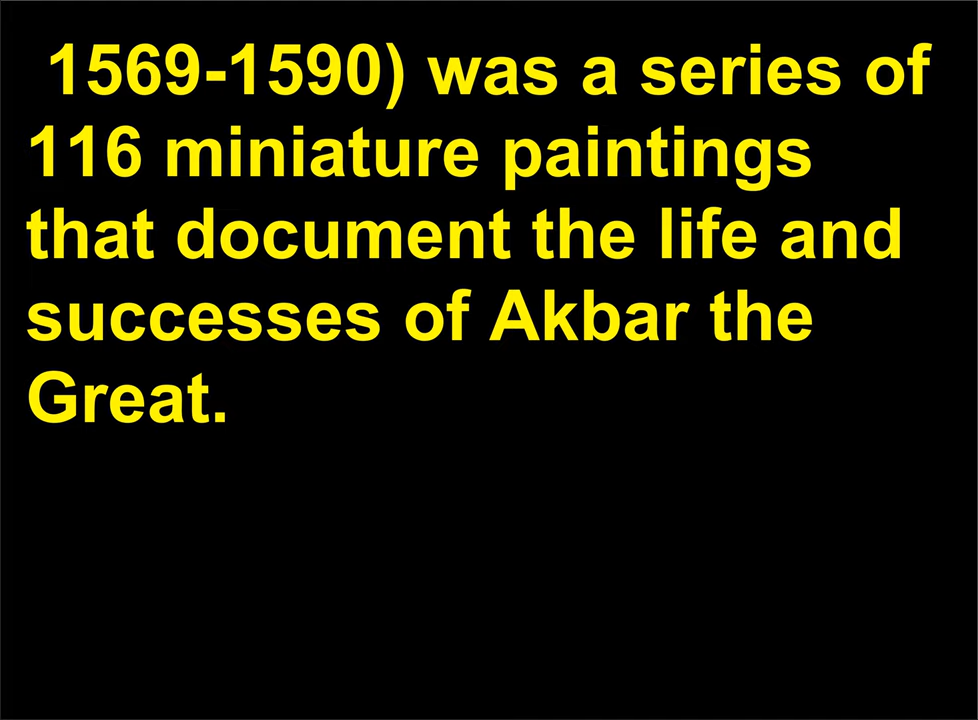 1569-1590) was a series of
116 miniature paintings
that document the life and
successes of Akbar the
Great.